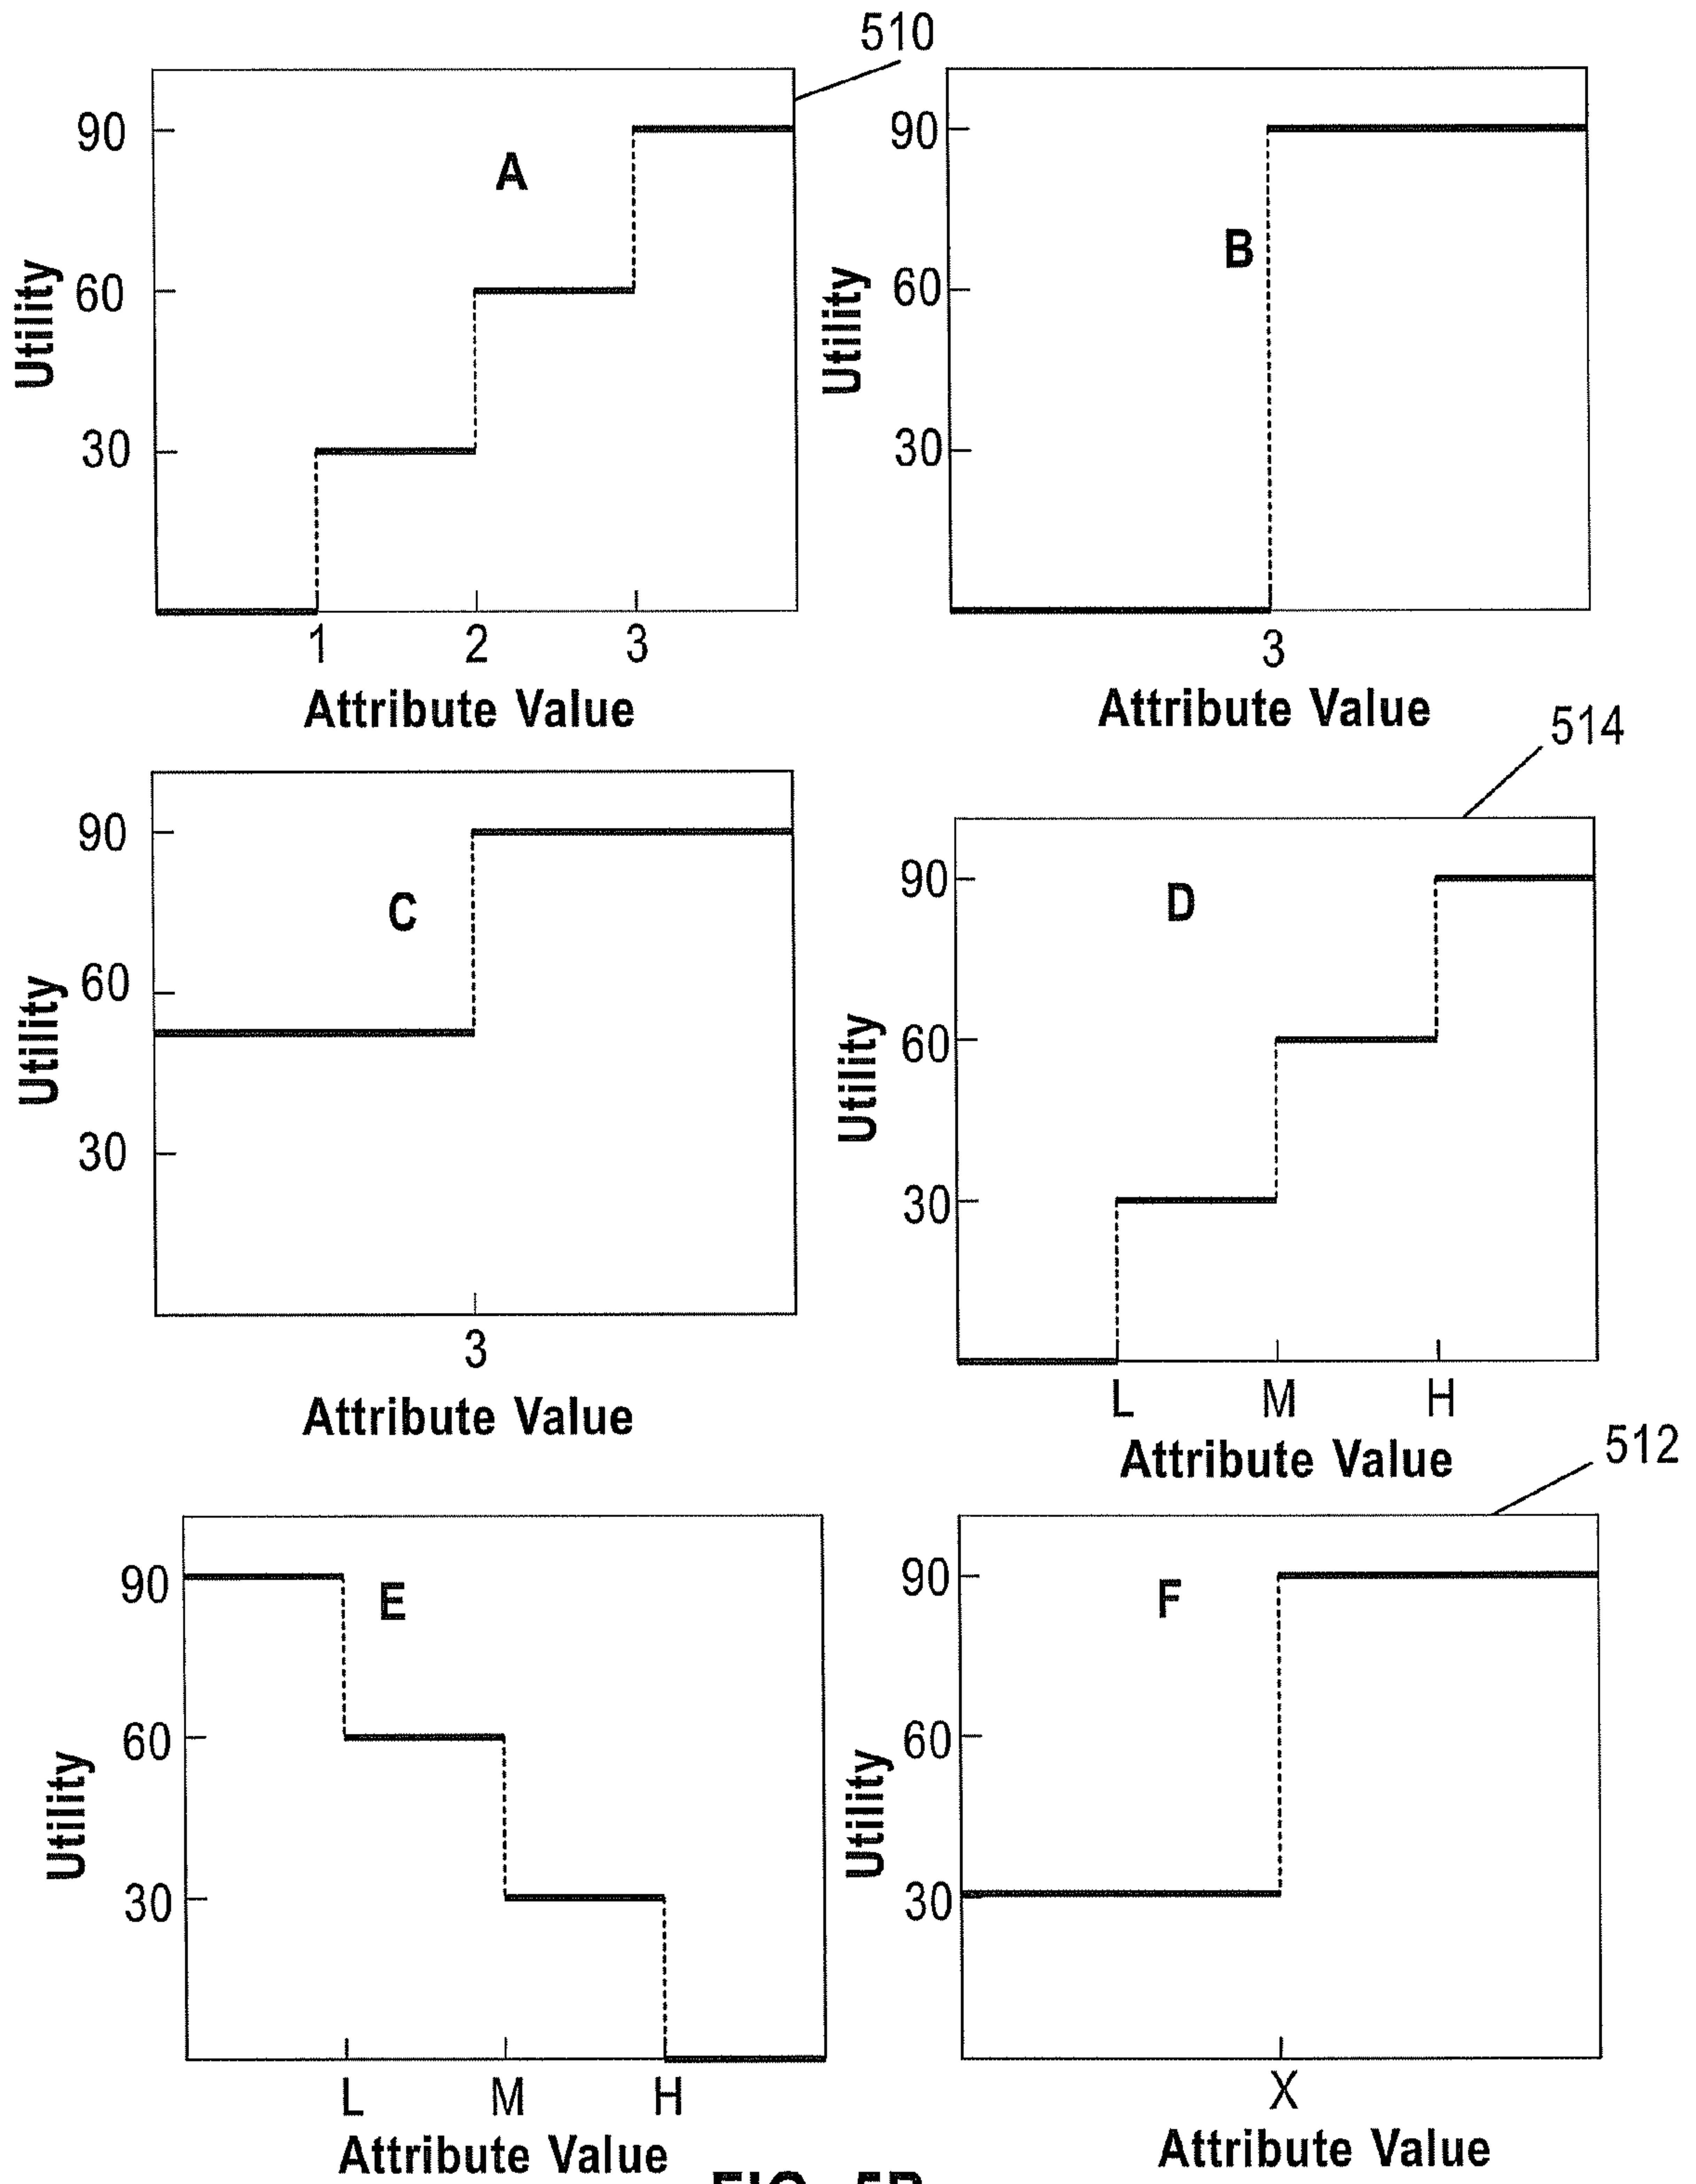 510
90
60
30
A
Utility
1 2 3
Attribute Value
90
60
30
B
Utility
3
Attribute Value
514
90
60
30
C
Utility
3
Attribute Value
90
60
30
D
Utility
L M H
Attribute Value
512
90
60
30
E
Utility
L M H
Attribute Value
90
60
30
F
Utility
X
Attribute Value
FIG. 5B